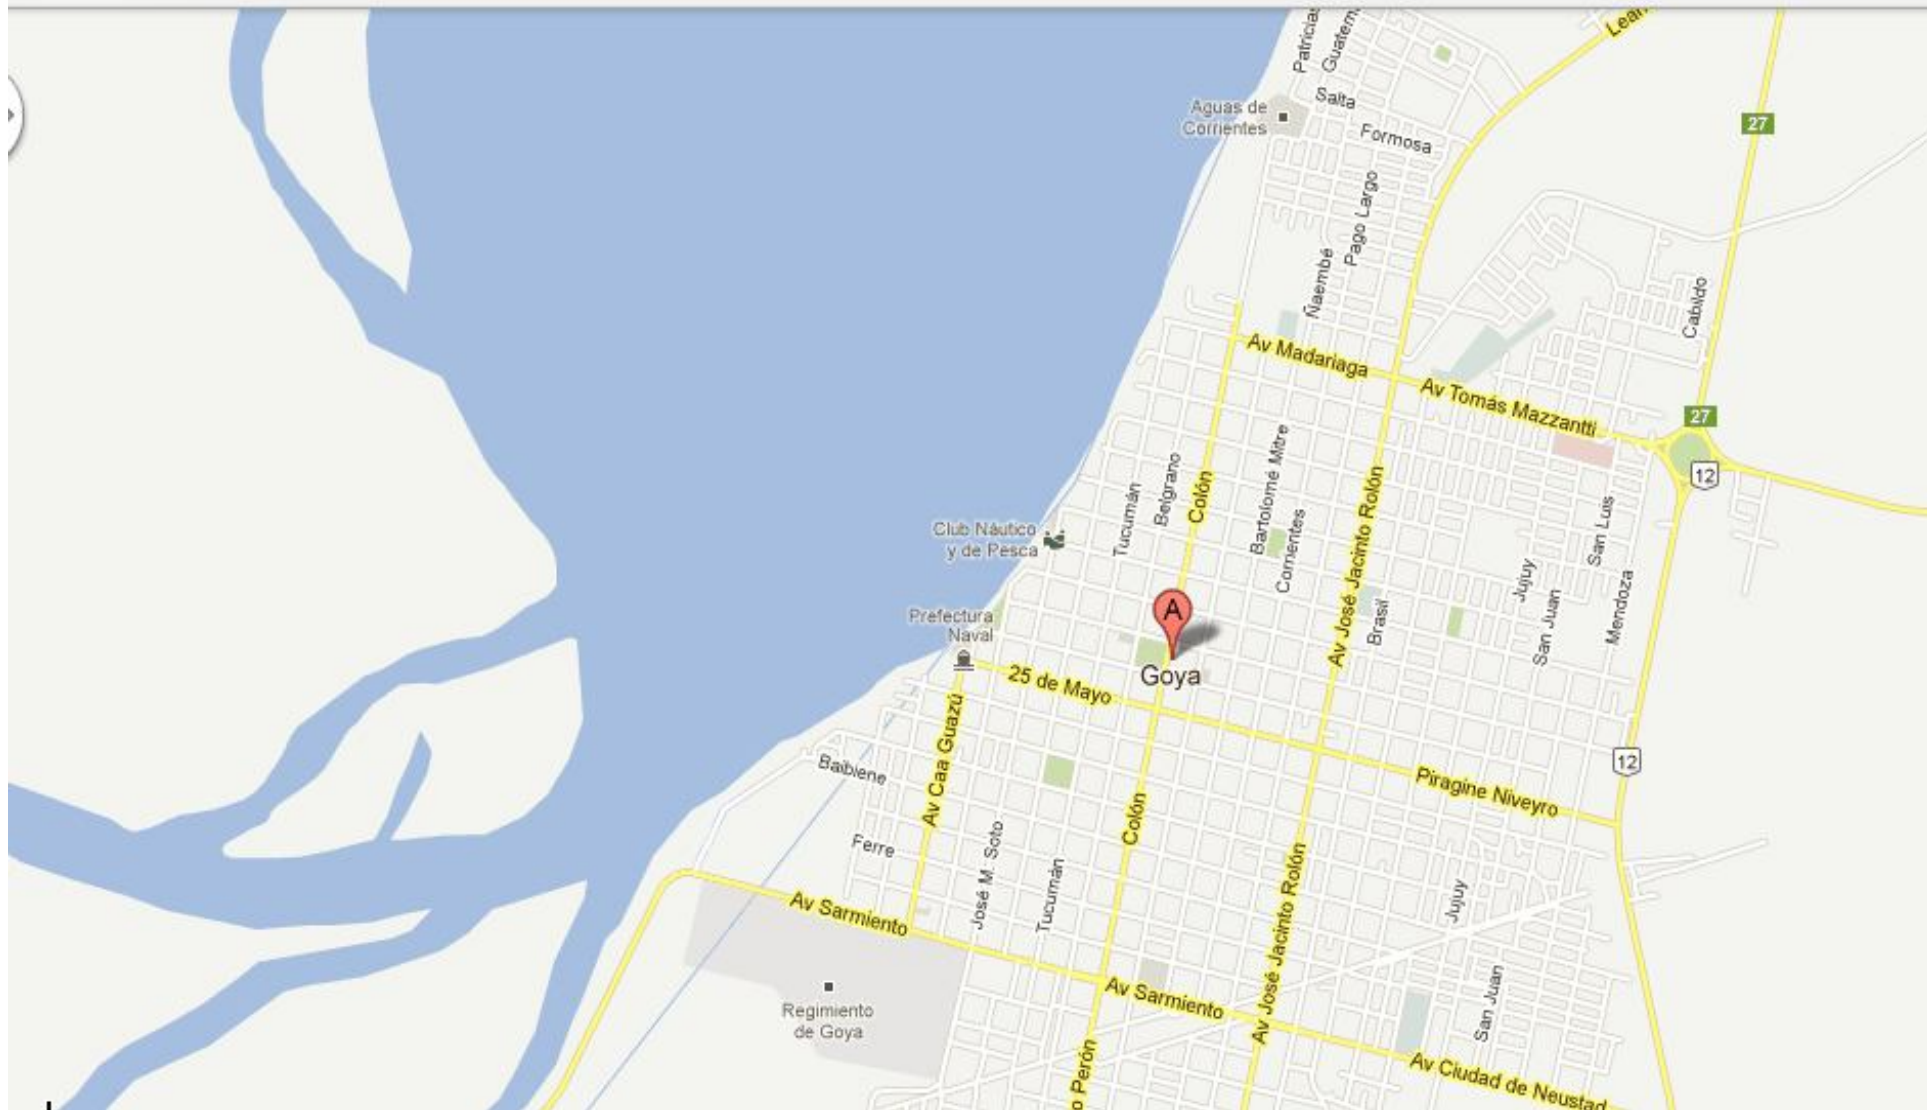 Patricias
Guatem
Lean
Salta
Aguas de
Corrientes
Formosa
27
Pago Largo
Ñaembé
Cabildo
Av Madariaga
Av Tomás Mazzantti
27
12
Bartolomé Mitre
Belgrano
Colón
Tucumán
Av José Jacinto Rolón
San Luis
Club Náutico
y de Pesca
Corrientes
Jujuy
Mendoza
A
Brasil
San Juan
Prefectura
Naval
Goya
25 de Mayo
Av Caa Guazú
12
Baibiene
Piragine Niveyro
Colón
Ferre
José M. Soto
Tucumán
Av José Jacinto Rolón
Jujuy
Av Sarmiento
Av Sarmiento
San Juan
Regimiento
de Goya
o Perón
Av Ciudad de Neustad